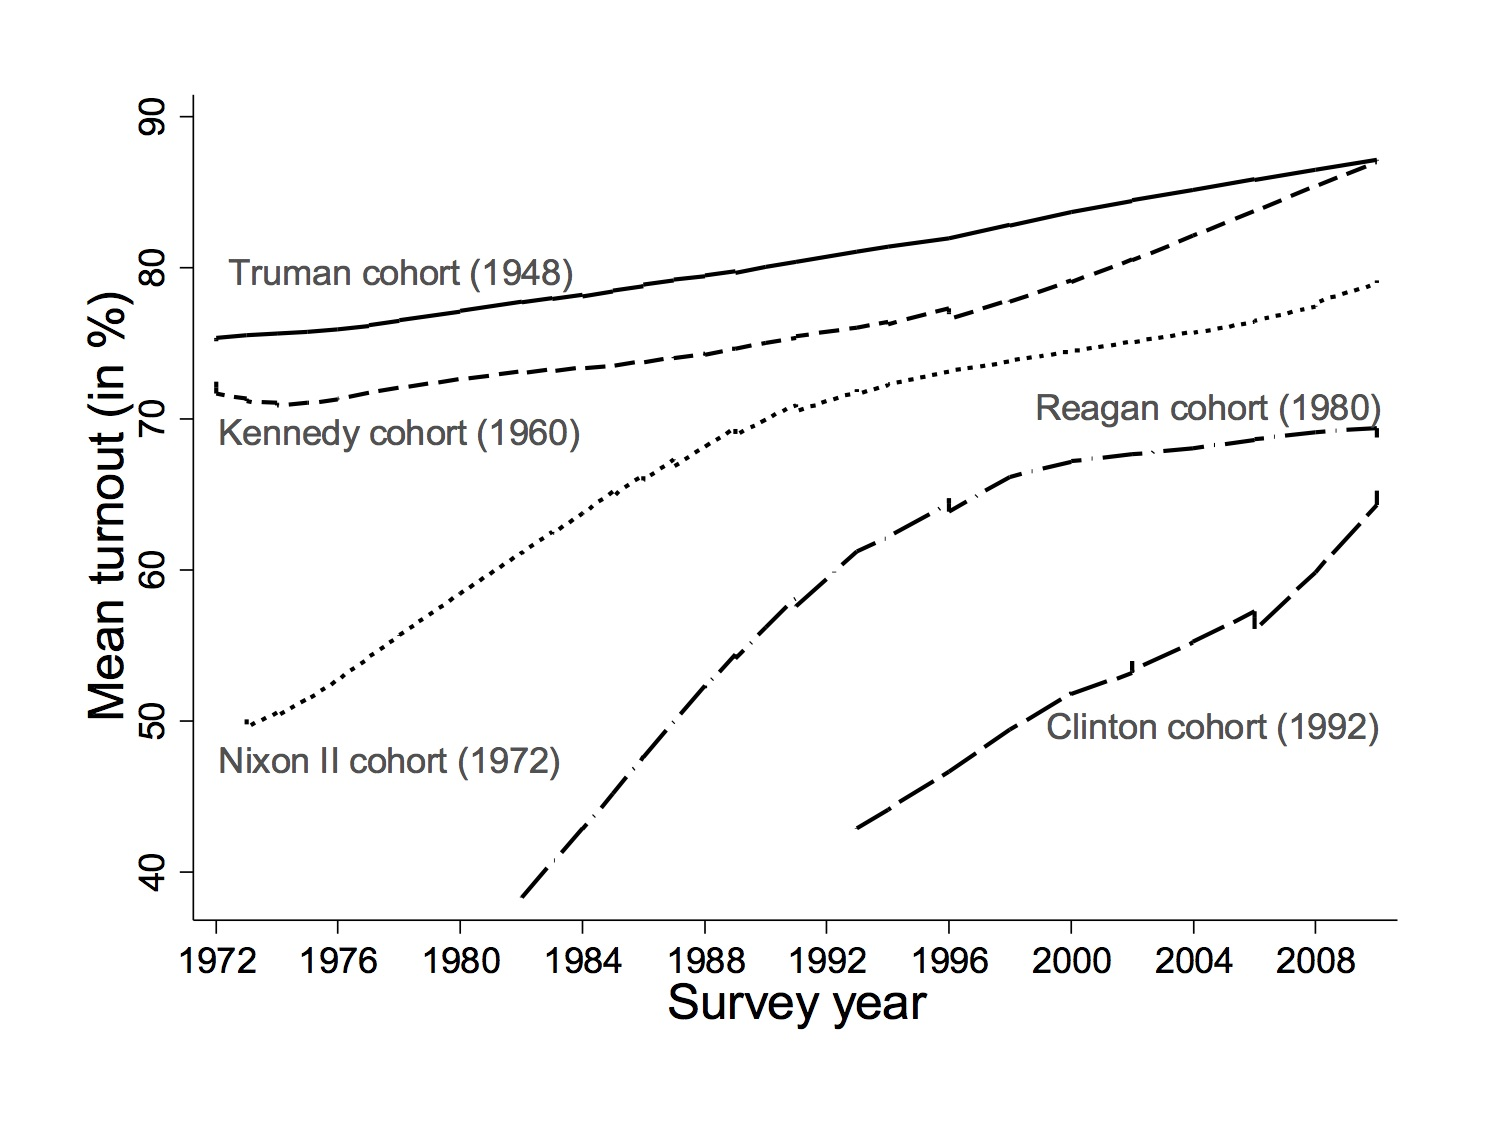 Mean turnout (in %)
90
80
70
60
50
40
Truman cohort (1948)
Kennedy cohort (1960)
Reagan cohort (1980)
Clinton cohort (1992)
Nixon II cohort (1972)
1972 1976 1980 1984 1988 1992 1996 2000 2004 2008
Survey year